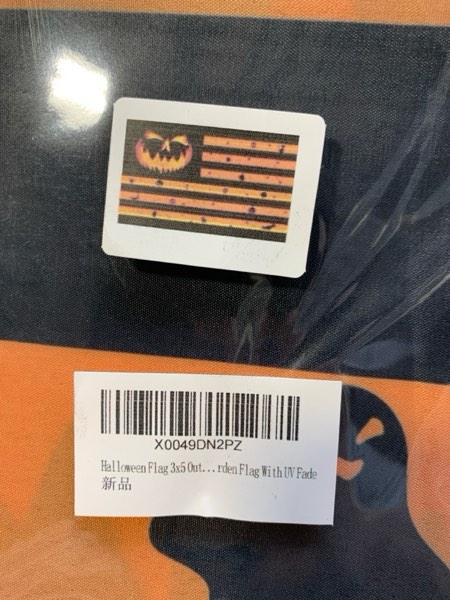 X0049DN2PZ
Halloween Flag 3x5 Out...rden Flag With UV Fade
新品